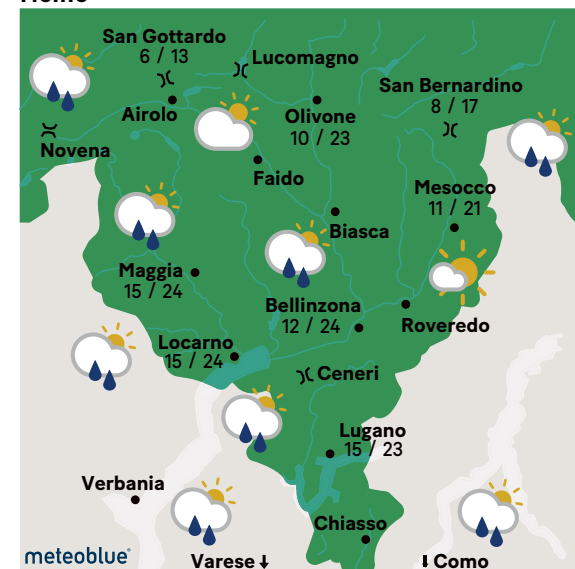 San Gottardo
6 / 13
Lucomagno
San Bernardino
8 / 17
Airolo
Olivone
10 / 23
Novena
Faido
Mesocco
11 / 21
Biasca
Maggia
15 / 24
Bellinzona
12 / 24
Roveredo
Locarno
15 / 24
Ceneri
Lugano
15 / 23
Verbania
Chiasso
meteoblue®
Varese ↓
↓ Como